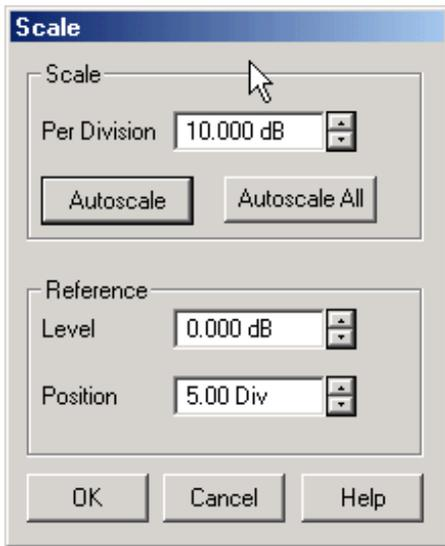 Scale
Scale
Per Division 10.000 dB
Autoscale Autoscale All
Reference
Level 0.000 dB
Position 5.00 Div
OK Cancel Help